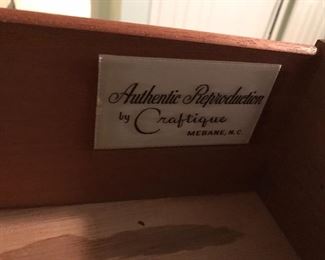 Authentic Reproduction
by Craftique
MEBANE, N.C.